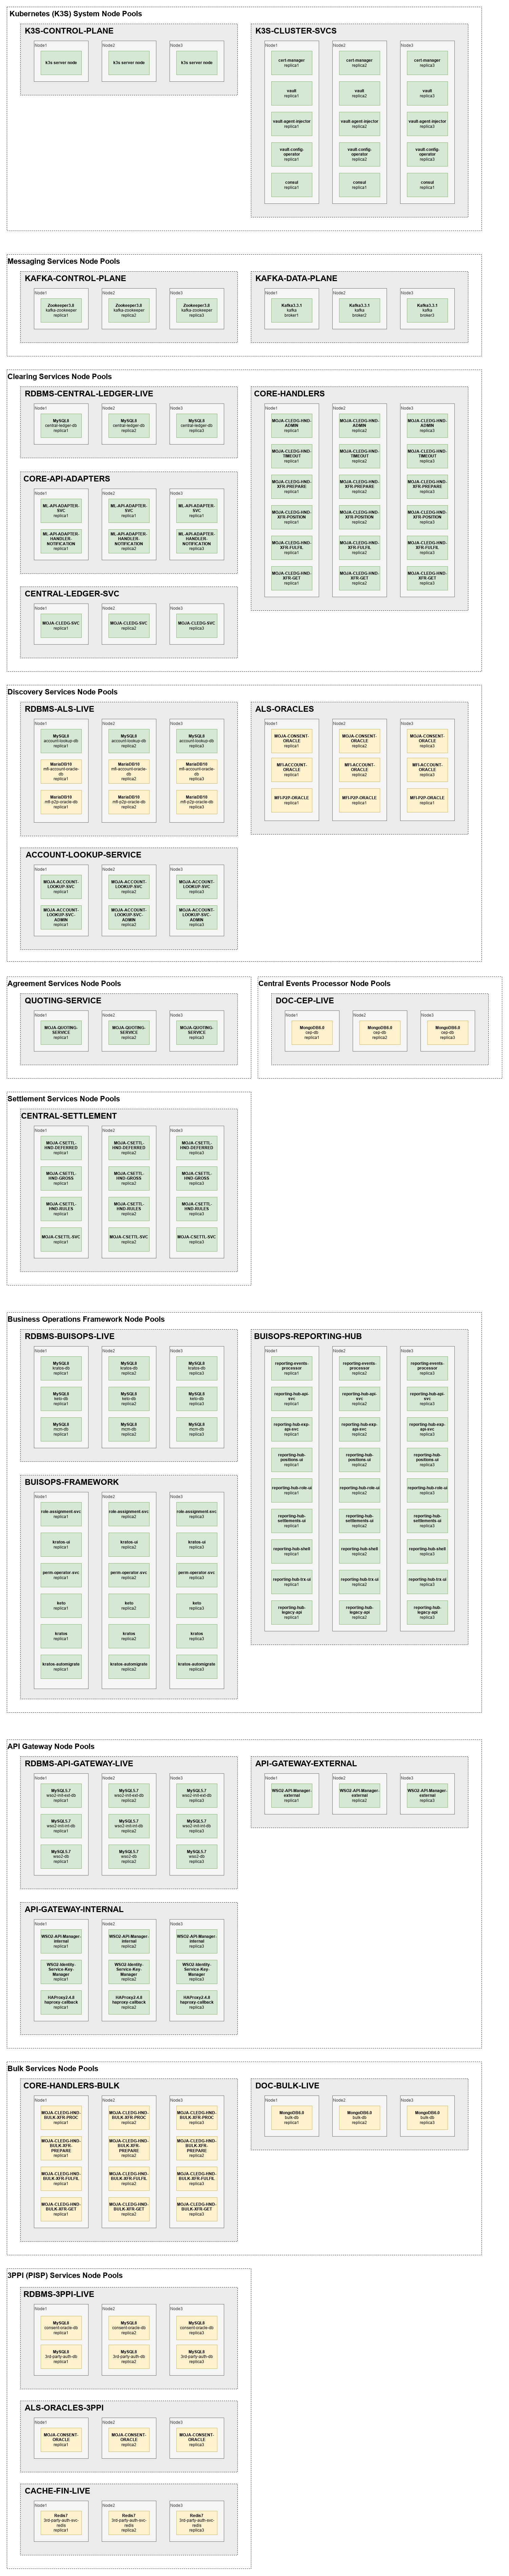 Kubernetes (K3S) System Node Pools
K3S-CONTROL-PLANE
Node1
k3s server node
Node2
k3s server node
Node3
k3s server node
K3S-CLUSTER-SVCS
Node1
cert-manager
replica1
vault
replica1
vault-agent-injector
replica1
vault-config-
operator
replica1
consul
replica1
Node2
cert-manager
replica2
vault
replica2
vault-agent-injector
replica2
vault-config-
operator
replica2
consul
replica1
Node3
cert-manager
replica3
vault
replica3
vault-agent-injector
replica3
vault-config-
operator
replica3
consul
replica1
Messaging Services Node Pools
KAFKA-CONTROL-PLANE
Node1
Zookeeper3.8
kafka-zookeeper
replica1
Node2
Zookeeper3.8
kafka-zookeeper
replica2
Node3
Zookeeper3.8
kafka-zookeeper
replica3
KAFKA-DATA-PLANE
Node1
Kafka3.3.1
kafka
broker1
Node2
Kafka3.3.1
kafka
broker2
Node3
Kafka3.3.1
kafka
broker3
Clearing Services Node Pools
RDBMS-CENTRAL-LEDGER-LIVE
Node1
MySQL8
central-ledger-db
replica1
Node2
MySQL8
central-ledger-db
replica2
Node3
MySQL8
central-ledger-db
replica3
CORE-API-ADAPTERS
Node1
ML-API-ADAPTER-
SVC
replica1
ML-API-ADAPTER-
HANDLER-
NOTIFICATION
replica1
Node2
ML-API-ADAPTER-
SVC
replica2
ML-API-ADAPTER-
HANDLER-
NOTIFICATION
replica2
Node3
ML-API-ADAPTER-
SVC
replica3
ML-API-ADAPTER-
HANDLER-
NOTIFICATION
CENTRAL-LEDGER-SVC
Node1
MOJA-CLEDG-SVC
replica1
Node2
MOJA-CLEDG-SVC
replica2
Node3
MOJA-CLEDG-SVC
replica3
CORE-HANDLERS
Node1
MOJA-CLEDG-HND-
ADMIN
replica1
MOJA-CLEDG-HND-
TIMEOUT
replica1
MOJA-CLEDG-HND-
XFR-PREPARE
replica1
MOJA-CLEDG-HND-
XFR-POSITION
replica1
MOJA-CLEDG-HND-
XFR-FULFIL
replica1
MOJA-CLEDG-HND-
XFR-GET
replica1
Node2
MOJA-CLEDG-HND-
ADMIN
MOJA-CLEDG-HND-
TIMEOUT
MOJA-CLEDG-HND-
XFR-PREPARE
MOJA-CLEDG-HND-
XFR-POSITION
MOJA-CLEDG-HND-
XFR-FULFIL
MOJA-CLEDG-HND-
XFR-GET
Node3
MOJA-CLEDG-HND-
ADMIN
MOJA-CLEDG-HND-
TIMEOUT
MOJA-CLEDG-HND-
XFR-PREPARE
MOJA-CLEDG-HND-
XFR-POSITION
MOJA-CLEDG-HND-
XFR-FULFIL
MOJA-CLEDG-HND-
XFR-GET
Discovery Services Node Pools
RDBMS-ALS-LIVE
Node1
MySQL8
account-lookup-db
replica1
MariaDB10
mfi-account-oracle-
db
replica1
MariaDB10
mfi-p2p-oracle-db
replica1
Node2
MySQL8
account-lookup-db
replica2
MariaDB10
mfi-account-oracle-
db
replica2
MariaDB10
mfi-p2p-oracle-db
replica2
Node3
MySQL8
account-lookup-db
replica3
MariaDB10
mfi-account-oracle-
db
replica3
MariaDB10
mfi-p2p-oracle-db
replica3
ALS-ORACLES
Node1
MOJA-CONSENT-
ORACLE
replica1
MFI-ACCOUNT-
ORACLE
replica1
MFI-P2P-ORACLE
replica1
Node2
MOJA-CONSENT-
ORACLE
MFI-ACCOUNT-
ORACLE
MFI-P2P-ORACLE
Node3
MOJA-CONSENT-
ORACLE
MFI-ACCOUNT-
ORACLE
MFI-P2P-ORACLE
ACCOUNT-LOOKUP-SERVICE
Node1
MOJA-ACCOUNT-
LOOKUP-SVC
replica1
MOJA-ACCOUNT-
LOOKUP-SVC-
ADMIN
replica1
Node2
MOJA-ACCOUNT-
LOOKUP-SVC
replica2
MOJA-ACCOUNT-
LOOKUP-SVC-
ADMIN
replica2
Node3
MOJA-ACCOUNT-
LOOKUP-SVC
replica3
MOJA-ACCOUNT-
LOOKUP-SVC-
ADMIN
replica3
Agreement Services Node Pools
QUOTING-SERVICE
Node1
MOJA-QUOTING-
SERVICE
replica1
Node2
MOJA-QUOTING-
SERVICE
replica2
Node3
MOJA-QUOTING-
SERVICE
replica3
Central Events Processor Node Pools
DOC-CEP-LIVE
Node1
MongoDB6.0
cep-db
replica1
Node2
MongoDB6.0
cep-db
replica2
Node3
MongoDB6.0
cep-db
replica3
Settlement Services Node Pools
CENTRAL-SETTLEMENT
Node1
MOJA-CSETTL-
HND-DEFERRED
replica1
MOJA-CSETTL-
HND-GROSS
replica1
MOJA-CSETTL-
HND-RULES
replica1
MOJA-CSETTL-SVC
replica1
Node2
MOJA-CSETTL-
HND-DEFERRED
replica2
MOJA-CSETTL-
HND-GROSS
replica2
MOJA-CSETTL-
HND-RULES
replica2
MOJA-CSETTL-SVC
replica2
Node3
MOJA-CSETTL-
HND-DEFERRED
replica3
MOJA-CSETTL-
HND-GROSS
replica3
MOJA-CSETTL-
HND-RULES
replica3
MOJA-CSETTL-SVC
replica3
Business Operations Framework Node Pools
RDBMS-BUISOPS-LIVE
Node1
MySQL8
kratos-db
replica1
MySQL8
keto-db
replica1
MySQL8
mcm-db
replica1
Node2
MySQL8
kratos-db
replica2
MySQL8
keto-db
replica2
MySQL8
mcm-db
replica2
Node3
MySQL8
kratos-db
replica3
MySQL8
keto-db
replica3
MySQL8
mcm-db
replica3
BUISOPS-FRAMEWORK
Node1
role-assignment-svc
replica1
kratos-ui
replica1
perm-operator-svc
replica1
keto
replica1
kratos
replica1
kratos-automigrate
replica1
Node2
role-assignment-svc
replica2
kratos-ui
replica2
perm-operator-svc
replica2
keto
replica2
kratos
replica2
kratos-automigrate
replica2
Node3
role-assignment-svc
replica3
kratos-ui
replica3
perm-operator-svc
replica3
keto
replica3
kratos
replica3
kratos-automigrate
replica3
BUISOPS-REPORTING-HUB
Node1
reporting-events-
processor
replica1
reporting-hub-api-
svc
replica1
reporting-hub-exp-
api-svc
replica1
reporting-hub-
positions-ui
replica1
reporting-hub-role-ui
replica1
reporting-hub-
settlements-ui
replica1
reporting-hub-shell
replica1
reporting-hub-trx-ui
replica1
reporting-hub-
legacy-api
replica1
Node2
reporting-events-
processor
replica2
reporting-hub-api-
svc
replica2
reporting-hub-exp-
api-svc
replica2
reporting-hub-
positions-ui
replica2
reporting-hub-role-ui
replica2
reporting-hub-
settlements-ui
replica2
reporting-hub-shell
replica2
reporting-hub-trx-ui
replica2
reporting-hub-
legacy-api
replica2
Node3
reporting-events-
processor
replica3
reporting-hub-api-
svc
replica3
reporting-hub-exp-
api-svc
replica3
reporting-hub-
positions-ui
replica3
reporting-hub-role-ui
replica3
reporting-hub-
settlements-ui
replica3
reporting-hub-shell
replica3
reporting-hub-trx-ui
replica3
reporting-hub-
legacy-api
replica3
API Gateway Node Pools
RDBMS-API-GATEWAY-LIVE
Node1
MySQL5.7
wso2-mit-ext-db
replica1
MySQL5.7
wso2-mit-int-db
replica1
MySQL5.7
wso2-db
replica1
Node2
MySQL5.7
wso2-mit-ext-db
replica2
MySQL5.7
wso2-mit-int-db
replica2
MySQL5.7
wso2-db
replica2
Node3
MySQL5.7
wso2-mit-ext-db
replica3
MySQL5.7
wso2-mit-int-db
replica3
MySQL5.7
wso2-db
replica3
API-GATEWAY-EXTERNAL
Node1
WSO2-API-Manager-
external
replica1
Node2
WSO2-API-Manager-
external
replica2
Node3
WSO2-API-Manager-
external
replica3
API-GATEWAY-INTERNAL
Node1
WSO2-API-Manager-
internal
replica1
WSO2-Identity-
Service-Key-
Manager
replica1
HAProxy2.4.8
haproxy-callback
replica1
Node2
WSO2-API-Manager-
internal
replica2
WSO2-Identity-
Service-Key-
Manager
replica2
HAProxy2.4.8
haproxy-callback
replica2
Node3
WSO2-API-Manager-
internal
replica3
WSO2-Identity-
Service-Key-
Manager
replica3
HAProxy2.4.8
haproxy-callback
replica3
Bulk Services Node Pools
CORE-HANDLERS-BULK
Node1
MOJA-CLEDG-HND-
BULK-XFR-PROC
replica1
MOJA-CLEDG-HND-
BULK-XFR-
PREPARE
replica1
MOJA-CLEDG-HND-
BULK-XFR-FULFIL
replica1
MOJA-CLEDG-HND-
BULK-XFR-GET
replica1
Node2
MOJA-CLEDG-HND-
BULK-XFR-PROC
replica2
MOJA-CLEDG-HND-
BULK-XFR-
PREPARE
replica2
MOJA-CLEDG-HND-
BULK-XFR-FULFIL
replica2
MOJA-CLEDG-HND-
BULK-XFR-GET
replica2
Node3
MOJA-CLEDG-HND-
BULK-XFR-PROC
replica3
MOJA-CLEDG-HND-
BULK-XFR-
PREPARE
replica3
MOJA-CLEDG-HND-
BULK-XFR-FULFIL
replica3
MOJA-CLEDG-HND-
BULK-XFR-GET
replica3
DOC-BULK-LIVE
Node1
MongoDB6.0
bulk-db
replica1
Node2
MongoDB6.0
bulk-db
replica2
Node3
MongoDB6.0
bulk-db
replica3
3PPI (PISP) Services Node Pools
RDBMS-3PPI-LIVE
Node1
MySQL8
consent-oracle-db
replica1
MySQL8
3rd-party-auth-db
replica1
Node2
MySQL8
consent-oracle-db
replica2
MySQL8
3rd-party-auth-db
replica2
Node3
MySQL8
consent-oracle-db
replica3
MySQL8
3rd-party-auth-db
replica3
ALS-ORACLES-3PPI
Node1
MOJA-CONSENT-
ORACLE
replica1
Node2
MOJA-CONSENT-
ORACLE
replica2
Node3
MOJA-CONSENT-
ORACLE
replica3
CACHE-FIN-LIVE
Node1
Redis7
3rd-party-auth-svc-
redis
replica1
Node2
Redis7
3rd-party-auth-svc-
redis
replica2
Node3
Redis7
3rd-party-auth-svc-
redis
replica3